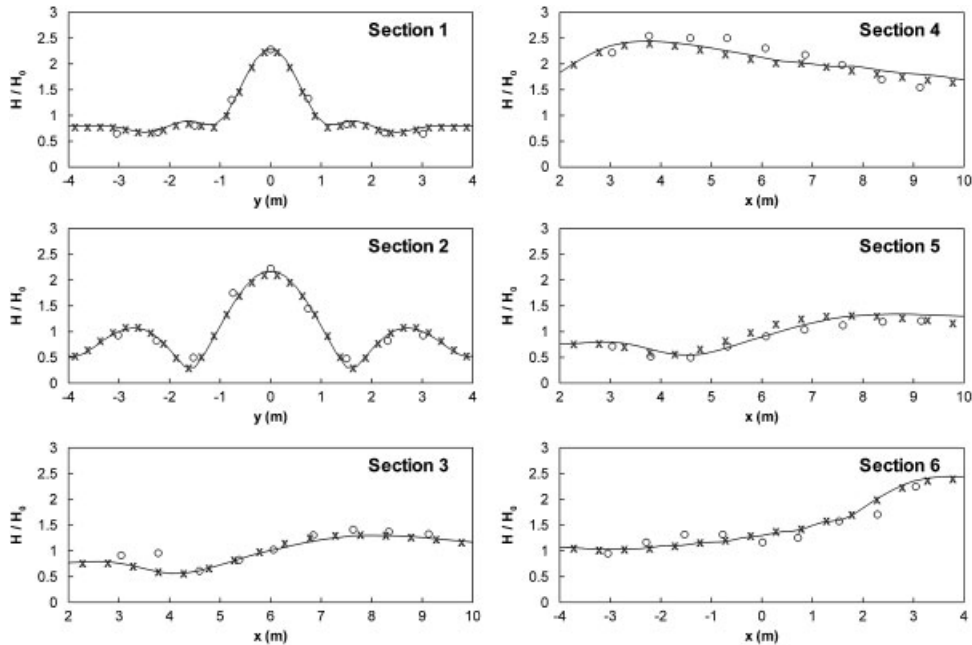 Section 1
H / H0
3
2.5
2
1.5
1
0.5
0
-4 -3 -2 -1 0 1 2 3 4
y (m)
Section 4
H / H0
3
2.5
2
1.5
1
0.5
0
2 3 4 5 6 7 8 9 10
x (m)
Section 2
H / H0
3
2.5
2
1.5
1
0.5
0
-4 -3 -2 -1 0 1 2 3 4
y (m)
Section 5
H / H0
3
2.5
2
1.5
1
0.5
0
2 3 4 5 6 7 8 9 10
x (m)
Section 3
H / H0
3
2.5
2
1.5
1
0.5
0
2 3 4 5 6 7 8 9 10
x (m)
Section 6
H / H0
3
2.5
2
1.5
1
0.5
0
-4 -3 -2 -1 0 1 2 3 4
x (m)